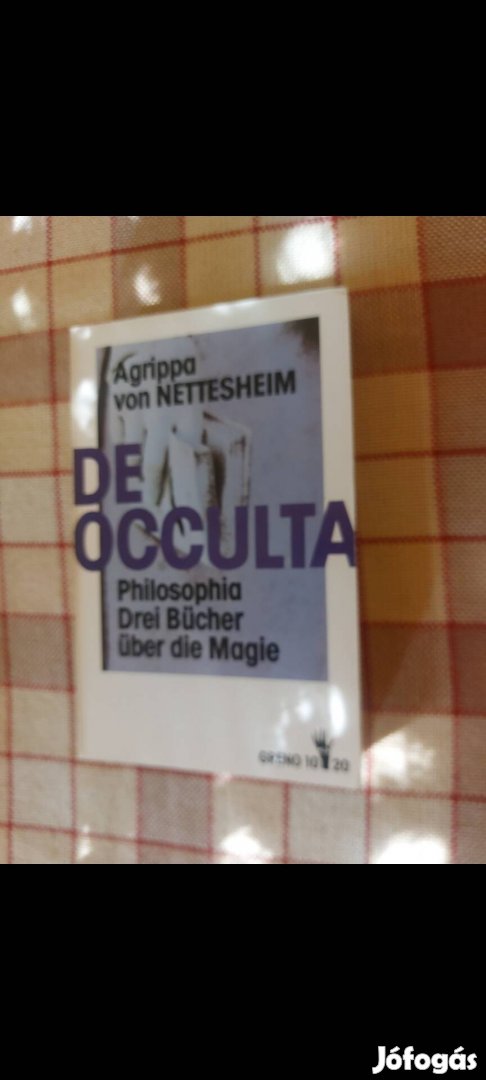 Agrippa
von NETTESHEIM
DE
OCCULTA
Philosophia
Drei Bücher
über die Magie
GRENO 10 20
Jófogás